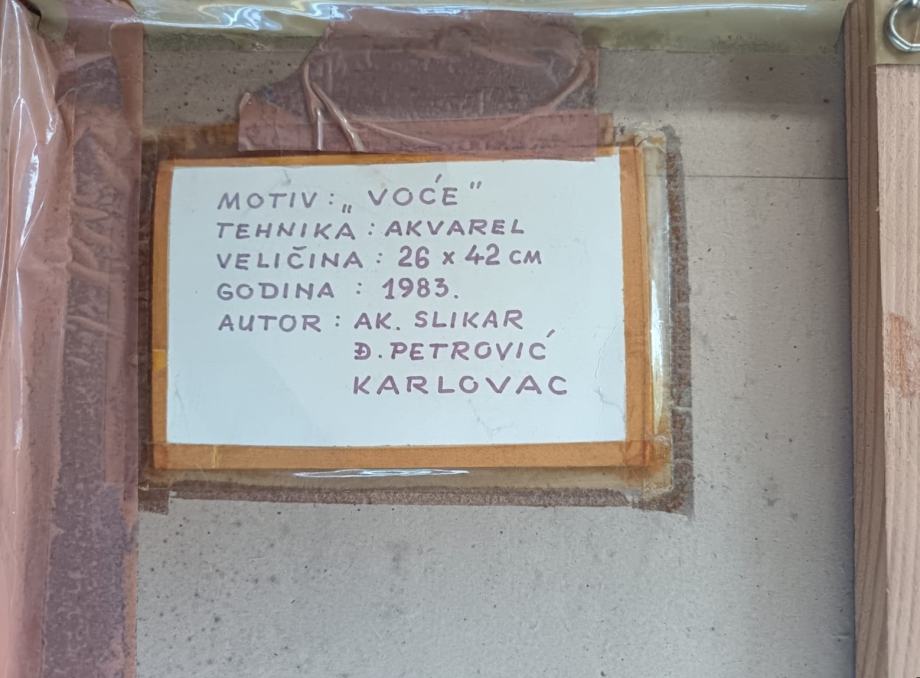 MOTIV : „ VOĆE "
TEHNIKA : AKVAREL
VELIČINA : 26 x 42 CM
GODINA : 1983.
AUTOR : AK. SLIKAR
Đ. PETROVIĆ
KARLOVAC